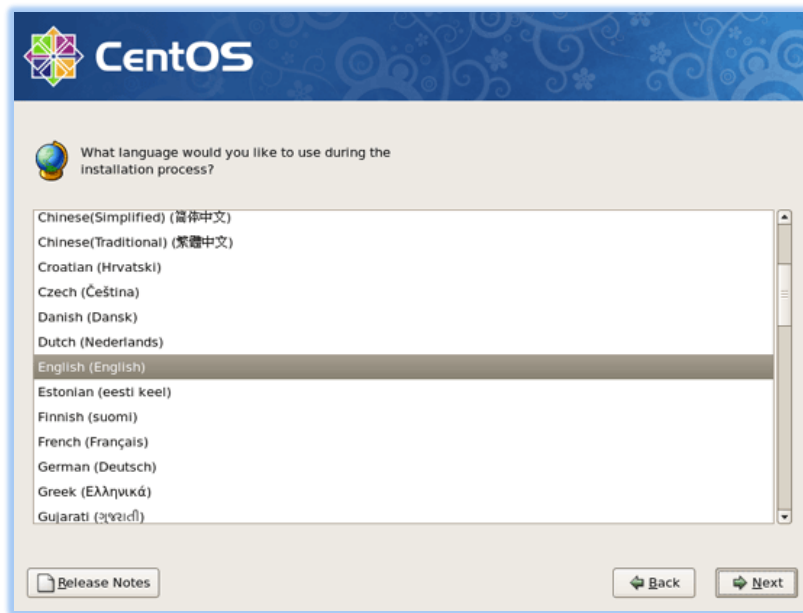 CentOS
What language would you like to use during the
installation process?
Chinese(Simplified) (简体中文)
Chinese(Traditional) (繁體中文)
Croatian (Hrvatski)
Czech (Čeština)
Danish (Dansk)
Dutch (Nederlands)
English (English)
Estonian (eesti keel)
Finnish (suomi)
French (Français)
German (Deutsch)
Greek (Ελληνικά)
Gujarati (ગુજરાતી)
Release Notes
Back
Next